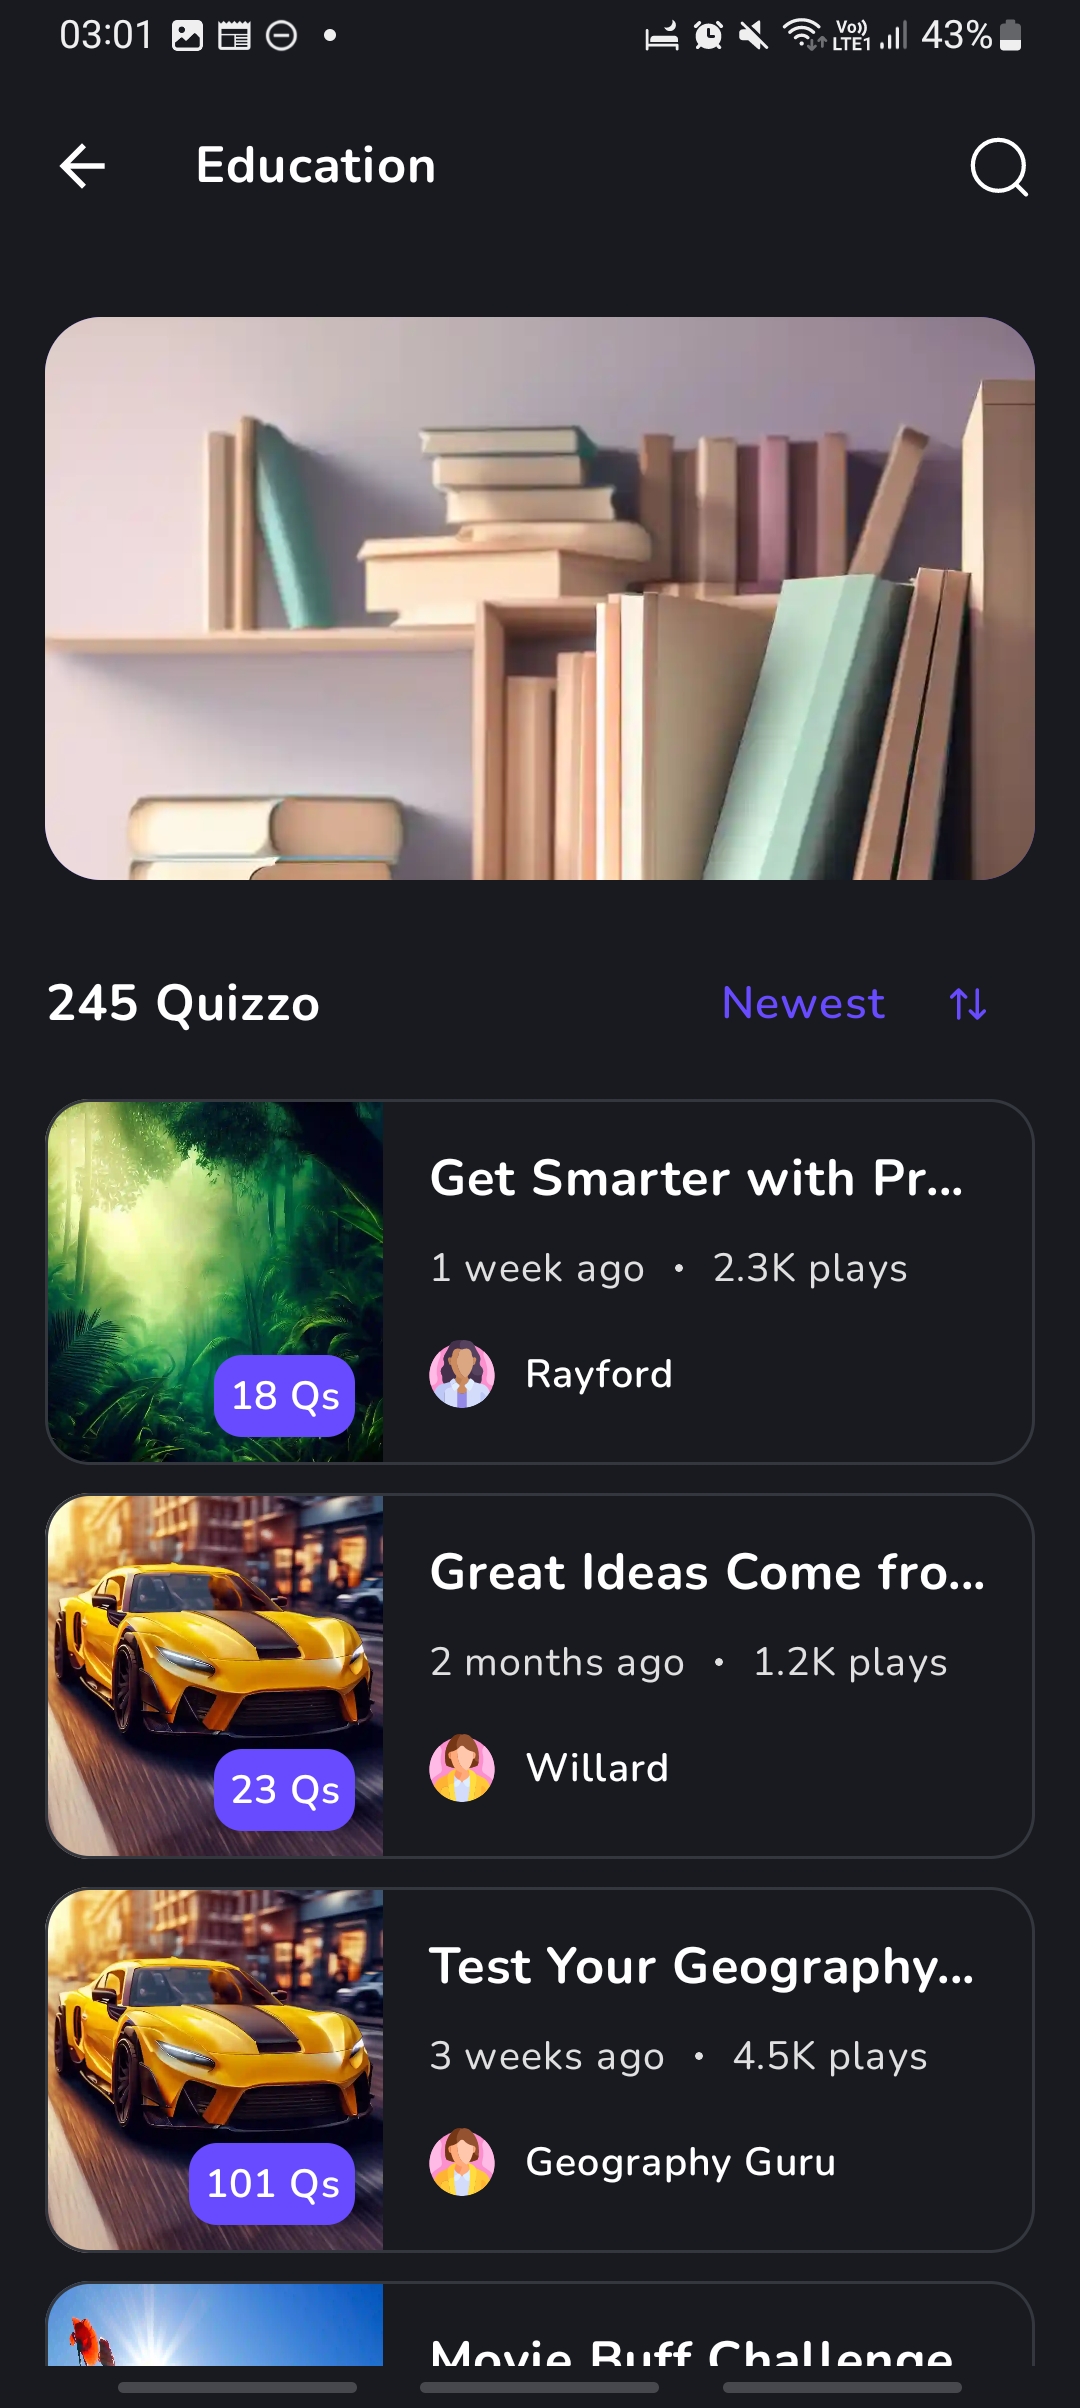 03:01 Vo)) LTE1 43%
Education
245 Quizzo Newest
Get Smarter with Pr...
1 week ago • 2.3K plays
18 Qs
Rayford
Great Ideas Come fro...
2 months ago • 1.2K plays
23 Qs
Willard
Test Your Geography...
3 weeks ago • 4.5K plays
101 Qs
Geography Guru
Movie Buff Challenge